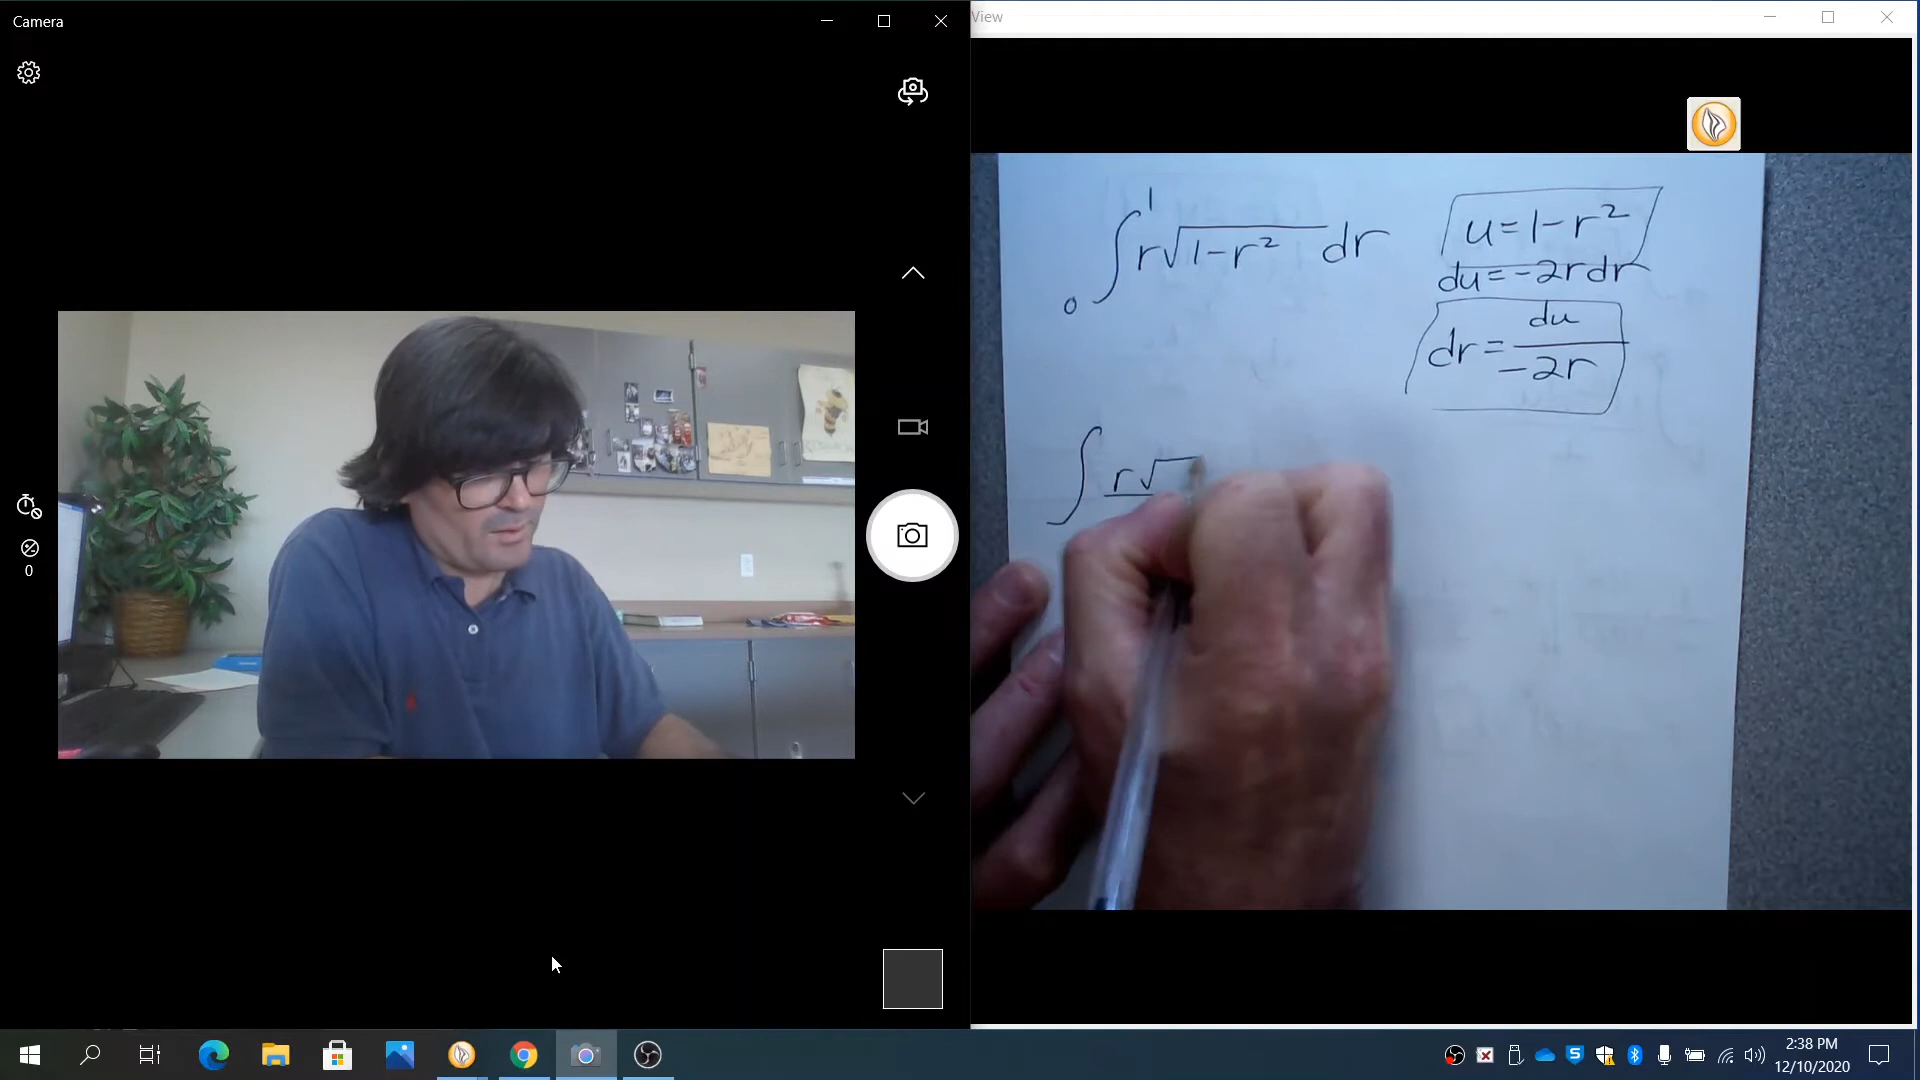 Camera
View
0
∫₀¹ r√(1-r²) dr
u=1-r²
du=-2rdr
dr=du/-2r
∫ r√
2:38 PM
12/10/2020